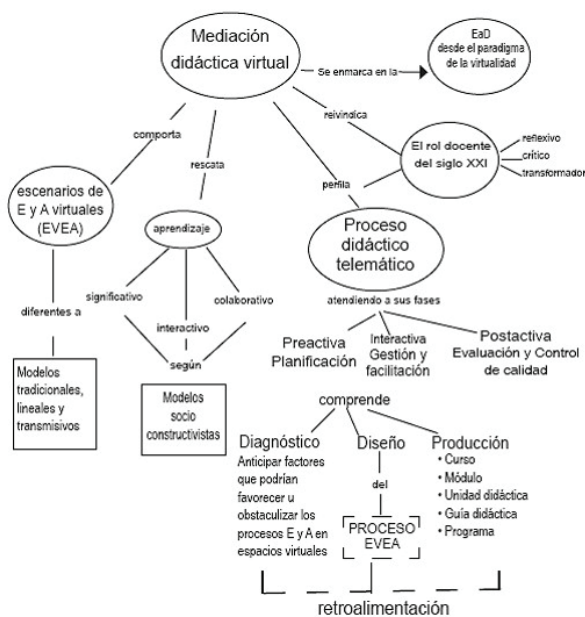 Mediación
didáctica virtual
Se enmarca en la
EaD
desde el paradigma
de la virtualidad
comporta
rescata
perfila
reivindica
El rol docente
del siglo XXI
reflexivo
crítico
transformador
escenarios de
E y A virtuales
(EVEA)
aprendizaje
Proceso
didáctico
telemático
diferentes a
significativo
interactivo
colaborativo
según
atendiendo a sus fases
Modelos
tradicionales,
lineales y
transmisivos
Modelos
socio
constructivistas
Preactiva
Planificación
Interactiva
Gestión y
facilitación
Postactiva
Evaluación y Control
de calidad
comprende
Diagnóstico
Anticipar factores
que podrían
favorecer u
obstaculizar los
procesos E y A en
espacios virtuales
Diseño
del
PROCESO
EVEA
Producción
• Curso
• Módulo
• Unidad didáctica
• Guía didáctica
• Programa
retroalimentación